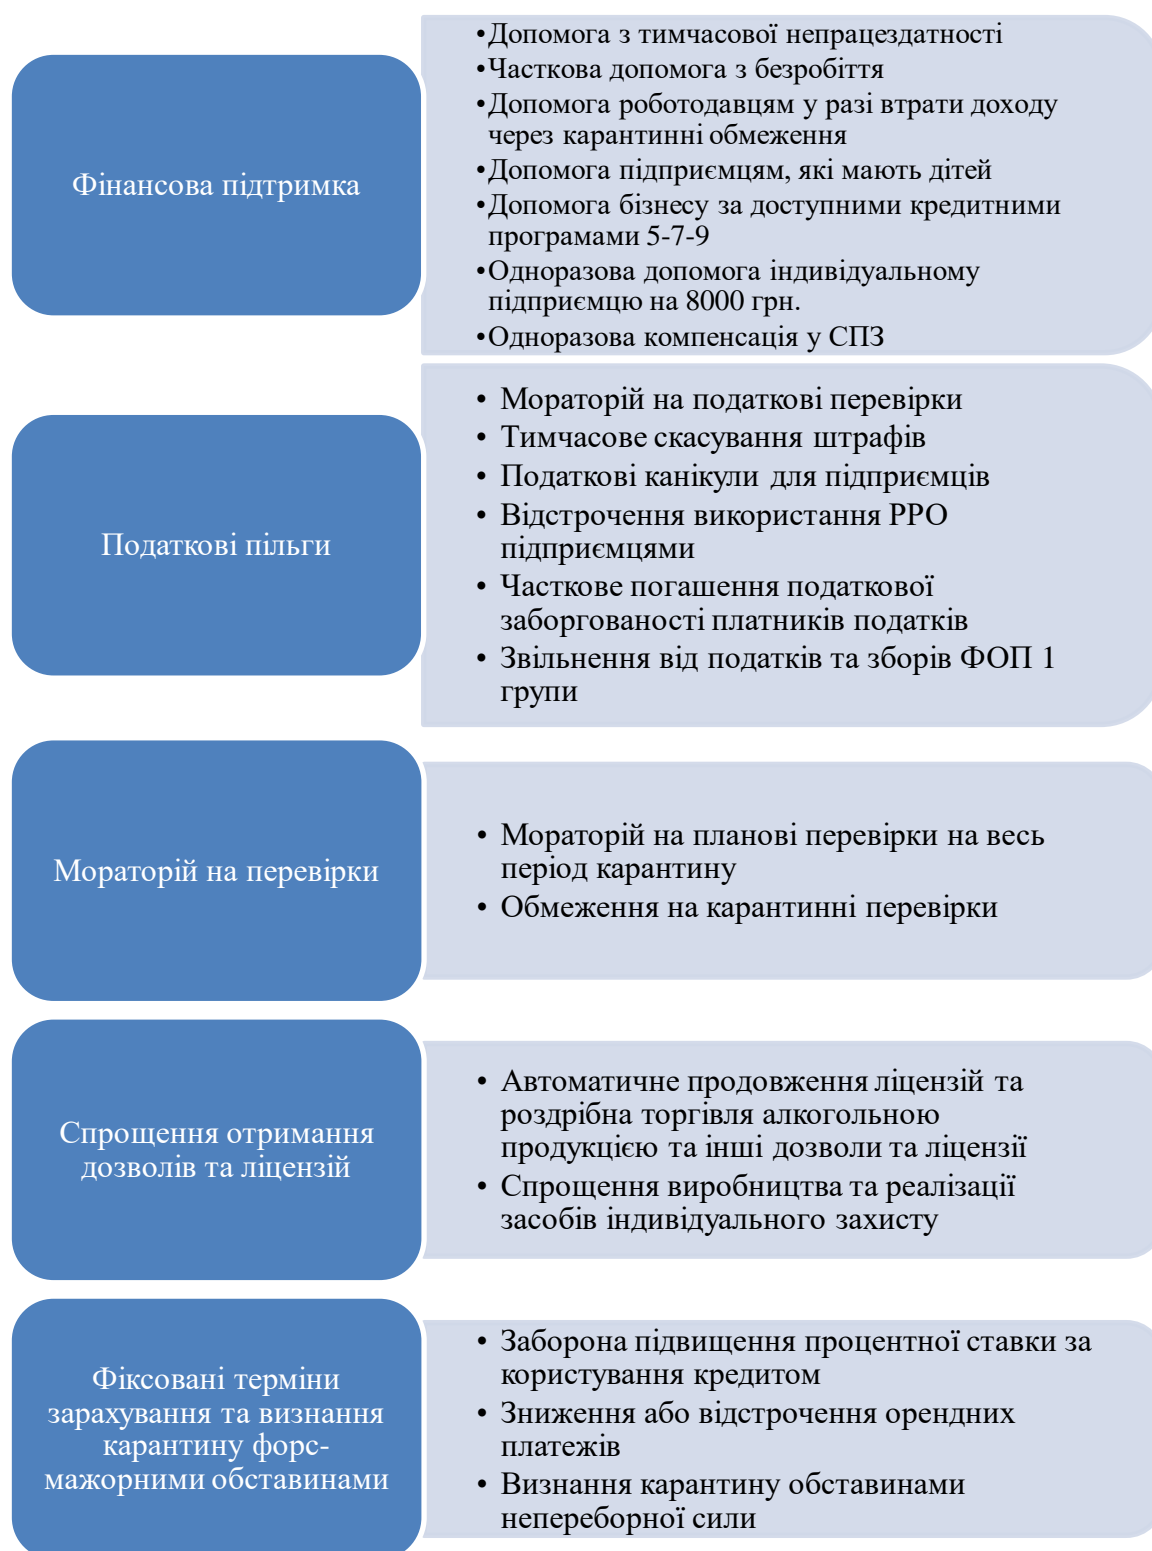 Фінансова підтримка
•Допомога з тимчасової непрацездатності
•Часткова допомога з безробіття
•Допомога роботодавцям у разі втрати доходу
через карантинні обмеження
•Допомога підприємцям, які мають дітей
•Допомога бізнесу за доступними кредитними
програмами 5-7-9
•Одноразова допомога індивідуальному
підприємцю на 8000 грн.
•Одноразова компенсація у СПЗ
Податкові пільги
• Мораторій на податкові перевірки
• Тимчасове скасування штрафів
• Податкові канікули для підприємців
• Відстрочення використання РРО
підприємцями
• Часткове погашення податкової
заборгованості платників податків
• Звільнення від податків та зборів ФОП 1
групи
Мораторій на перевірки
• Мораторій на планові перевірки на весь
період карантину
• Обмеження на карантинні перевірки
Спрощення отримання
дозволів та ліцензій
• Автоматичне продовження ліцензій та
роздрібна торгівля алкогольною
продукцією та інші дозволи та ліцензії
• Спрощення виробництва та реалізації
засобів індивідуального захисту
Фіксовані терміни
зарахування та визнання
карантину форс-
мажорними обставинами
• Заборона підвищення процентної ставки за
користування кредитом
• Зниження або відстрочення орендних
платежів
• Визнання карантину обставинами
непереборної сили